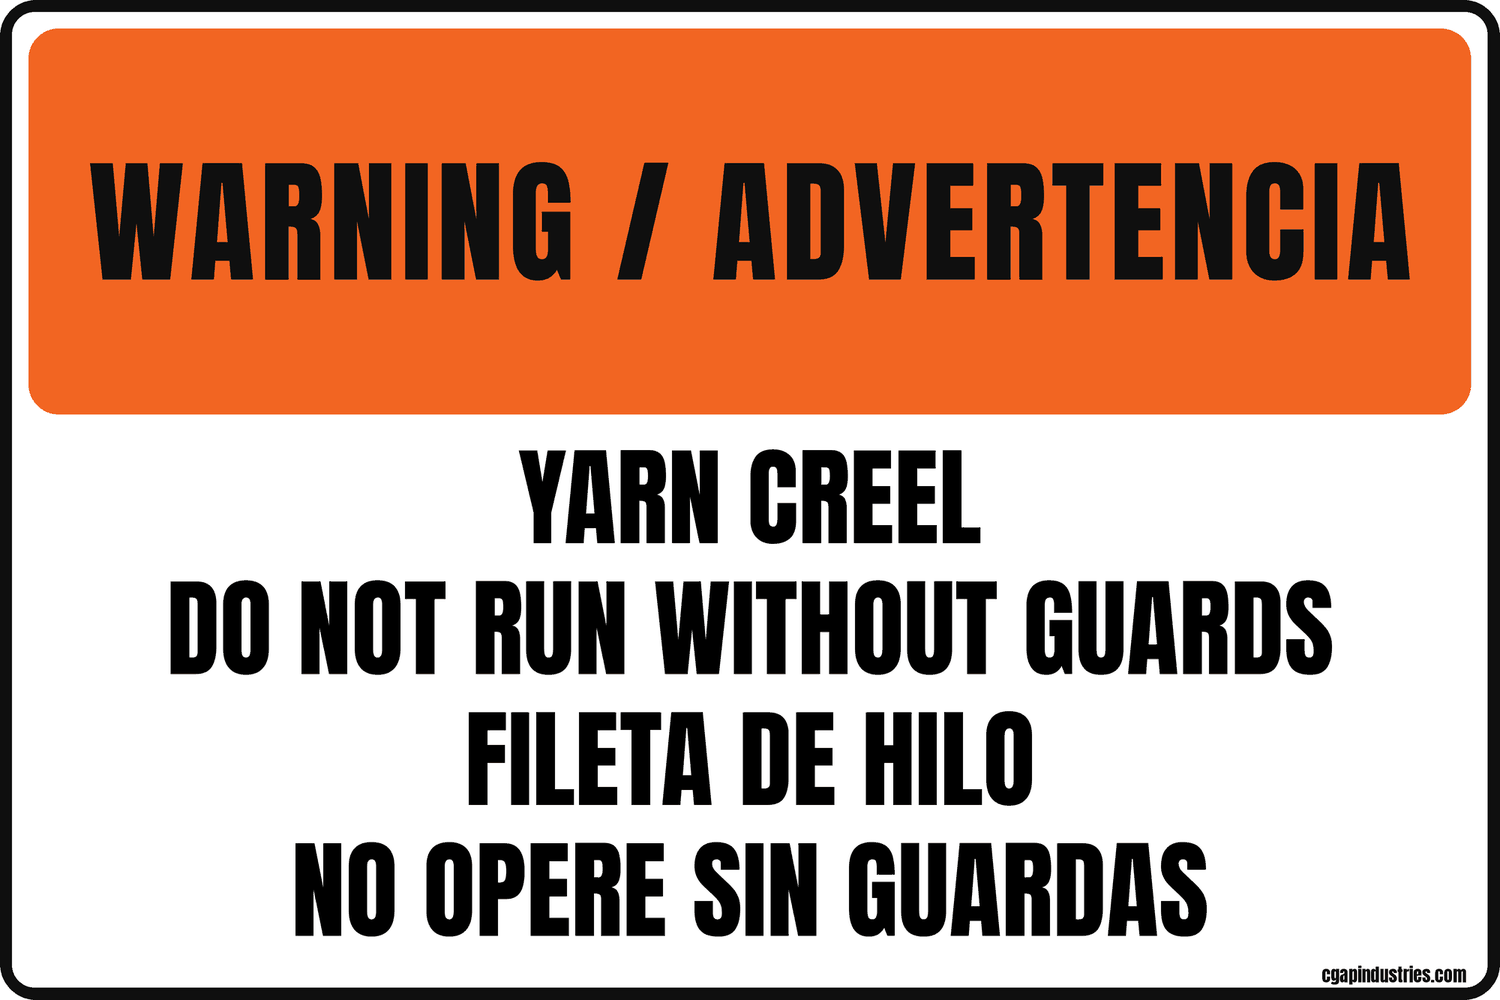 WARNING / ADVERTENCIA
YARN CREEL
DO NOT RUN WITHOUT GUARDS
FILETA DE HILO
NO OPERE SIN GUARDAS
cgapindustries.com